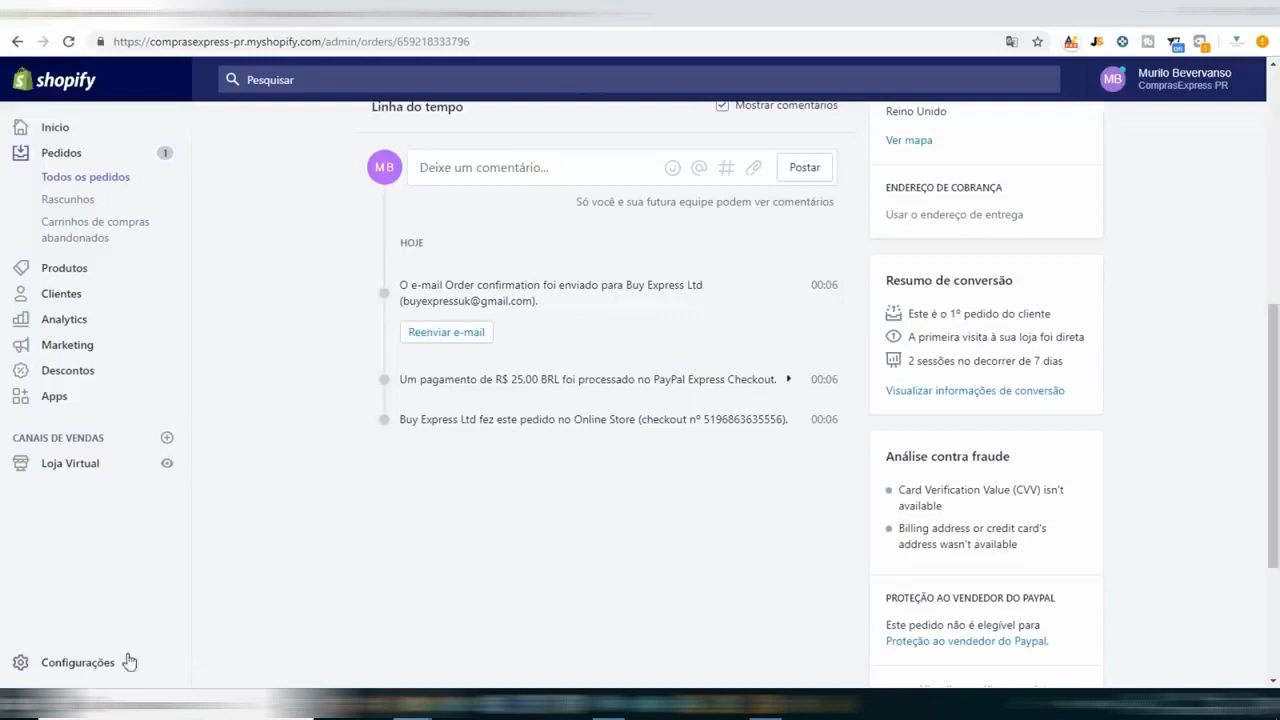 https://comprasexpress-pr.myshopify.com/admin/orders/659218333796
shopify
Pesquisar
MB
Murilo Bevervanso
ComprasExpress PR
Início
Pedidos
1
Todos os pedidos
Rascunhos
Carrinhos de compras
abandonados
Produtos
Clientes
Analytics
Marketing
Descontos
Apps
CANAIS DE VENDAS
Loja Virtual
Configurações
Linha do tempo
Mostrar comentários
MB
Deixe um comentário...
Postar
Só você e sua futura equipe podem ver comentários
HOJE
O e-mail Order confirmation foi enviado para Buy Express Ltd
(buyexpressuk@gmail.com).
00:06
Reenviar e-mail
Um pagamento de R$ 25,00 BRL foi processado no PayPal Express Checkout.
00:06
Buy Express Ltd fez este pedido no Online Store (checkout nº 5196863635556).
00:06
Reino Unido
Ver mapa
ENDEREÇO DE COBRANÇA
Usar o endereço de entrega
Resumo de conversão
Este é o 1º pedido do cliente
A primeira visita à sua loja foi direta
2 sessões no decorrer de 7 dias
Visualizar informações de conversão
Análise contra fraude
Card Verification Value (CVV) isn't
available
Billing address or credit card's
address wasn't available
PROTEÇÃO AO VENDEDOR DO PAYPAL
Este pedido não é elegível para
Proteção ao vendedor do Paypal.